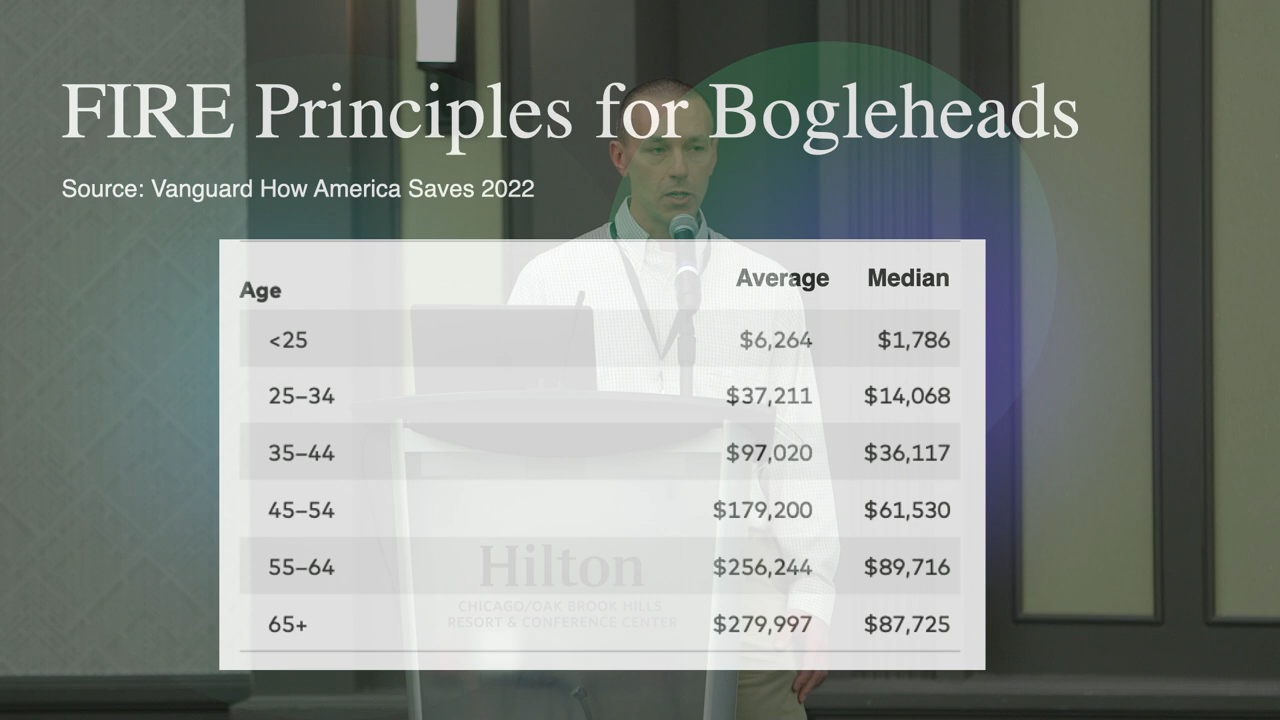 FIRE Principles for Bogleheads
Source: Vanguard How America Saves 2022
Age Average Median
<25 $6,264 $1,786
25–34 $37,211 $14,068
35–44 $97,020 $36,117
45–54 $179,200 $61,530
55–64 $256,244 $89,716
65+ $279,997 $87,725
Hilton
CHICAGO/OAK BROOK HILLS
RESORT & CONFERENCE CENTER